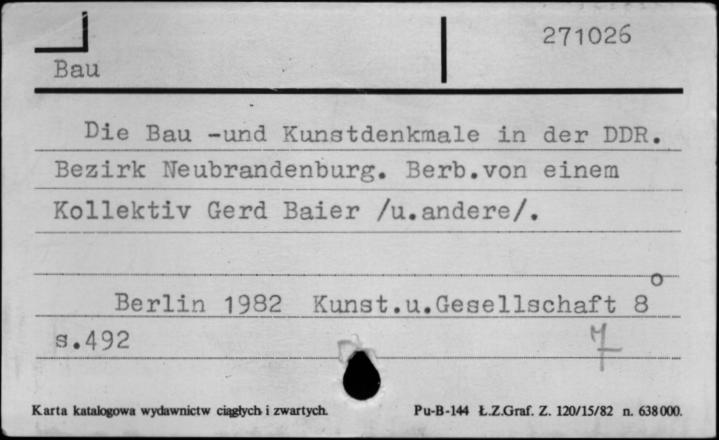 271026
Bau
Die Bau -und Kunstdenkmale in der DDR.
Bezirk Neubrandenburg. Berb.von einem
Kollektiv Gerd Baier /u.andere/.
Berlin 1982 Kunst.u.Gesellschaft 8°
s.492
Karta katalogowa wydawnictw ciągłych i zwartych. Pu-B-144 Ł.Z.Graf. Z. 120/15/82 n. 638000.